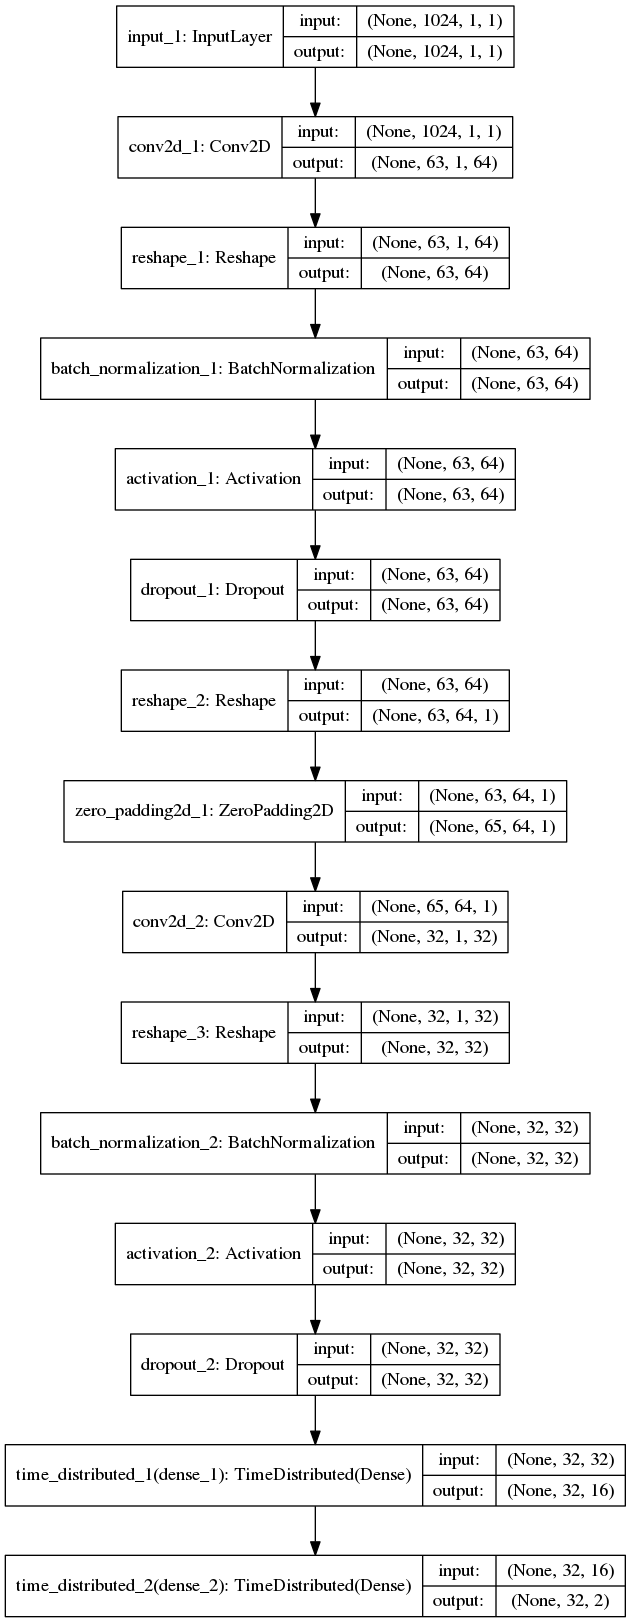 input_1: InputLayer
input: (None, 1024, 1, 1)
output: (None, 1024, 1, 1)
conv2d_1: Conv2D
input: (None, 1024, 1, 1)
output: (None, 63, 1, 64)
reshape_1: Reshape
input: (None, 63, 1, 64)
output: (None, 63, 64)
batch_normalization_1: BatchNormalization
input: (None, 63, 64)
output: (None, 63, 64)
activation_1: Activation
input: (None, 63, 64)
output: (None, 63, 64)
dropout_1: Dropout
input: (None, 63, 64)
output: (None, 63, 64)
reshape_2: Reshape
input: (None, 63, 64)
output: (None, 63, 64, 1)
zero_padding2d_1: ZeroPadding2D
input: (None, 63, 64, 1)
output: (None, 65, 64, 1)
conv2d_2: Conv2D
input: (None, 65, 64, 1)
output: (None, 32, 1, 32)
reshape_3: Reshape
input: (None, 32, 1, 32)
output: (None, 32, 32)
batch_normalization_2: BatchNormalization
input: (None, 32, 32)
output: (None, 32, 32)
activation_2: Activation
input: (None, 32, 32)
output: (None, 32, 32)
dropout_2: Dropout
input: (None, 32, 32)
output: (None, 32, 32)
time_distributed_1(dense_1): TimeDistributed(Dense)
input: (None, 32, 32)
output: (None, 32, 16)
time_distributed_2(dense_2): TimeDistributed(Dense)
input: (None, 32, 16)
output: (None, 32, 2)